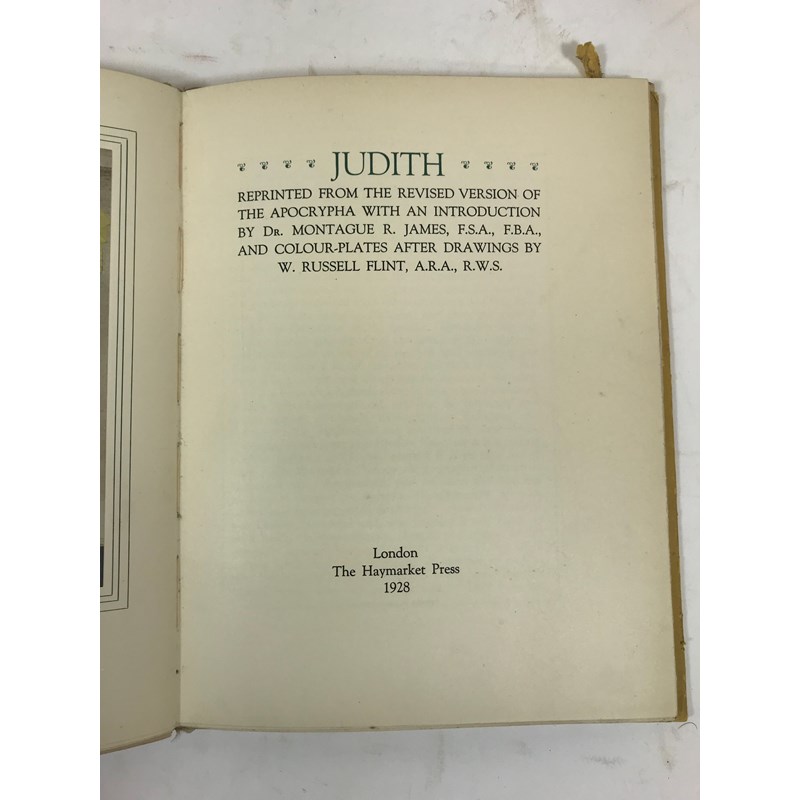 JUDITH
REPRINTED FROM THE REVISED VERSION OF
THE APOCRYPHA WITH AN INTRODUCTION
BY DR. MONTAGUE R. JAMES, F.S.A., F.B.A.,
AND COLOUR-PLATES AFTER DRAWINGS BY
W. RUSSELL FLINT, A.R.A., R.W.S.
London
The Haymarket Press
1928